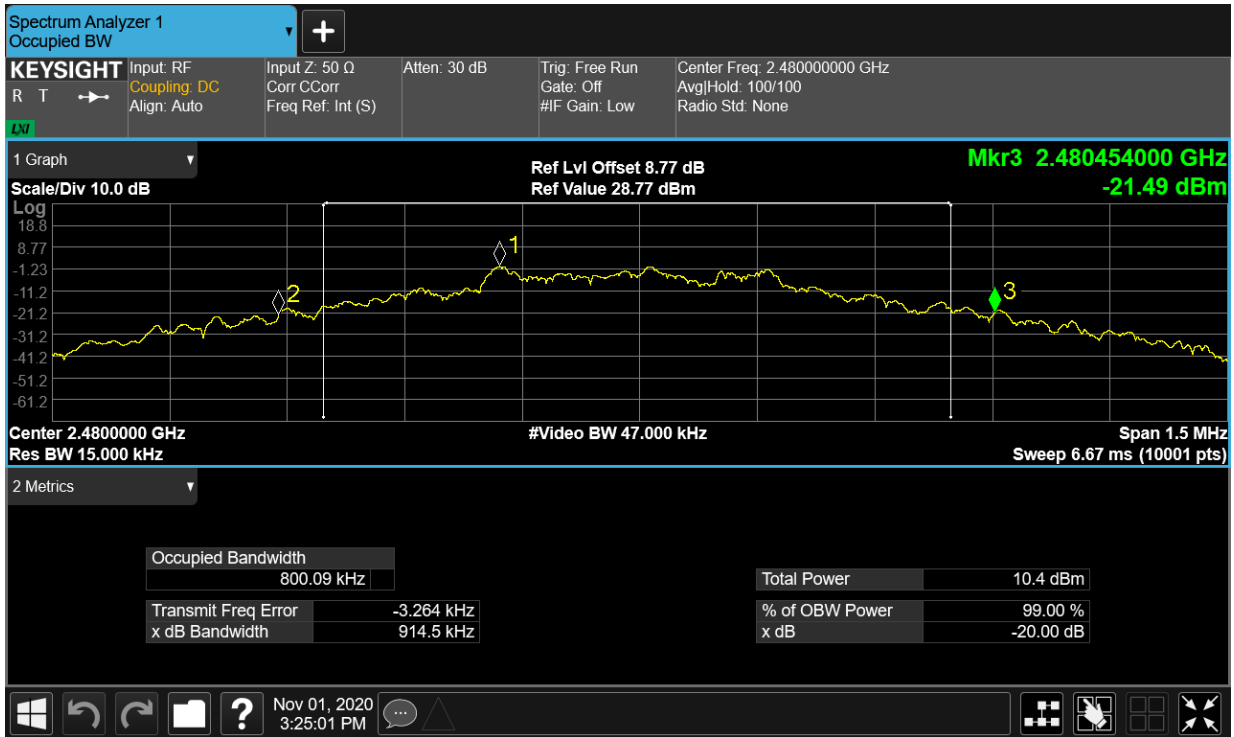 Spectrum Analyzer 1
Occupied BW
KEYSIGHT
R T
LXI
Input: RF
Coupling: DC
Align: Auto
Input Z: 50 Ω
Corr CCorr
Freq Ref: Int (S)
Atten: 30 dB
Trig: Free Run
Gate: Off
#IF Gain: Low
Center Freq: 2.480000000 GHz
Avg|Hold: 100/100
Radio Std: None
1 Graph
Scale/Div 10.0 dB
Ref Lvl Offset 8.77 dB
Ref Value 28.77 dBm
Mkr3 2.480454000 GHz
-21.49 dBm
Log
18.8
8.77
-1.23
-11.2
-21.2
-31.2
-41.2
-51.2
-61.2
1
2
3
Center 2.4800000 GHz
#Video BW 47.000 kHz
Span 1.5 MHz
Res BW 15.000 kHz
Sweep 6.67 ms (10001 pts)
2 Metrics
Occupied Bandwidth
800.09 kHz
Transmit Freq Error -3.264 kHz
x dB Bandwidth 914.5 kHz
Total Power 10.4 dBm
% of OBW Power 99.00 %
x dB -20.00 dB
?
Nov 01, 2020
3:25:01 PM